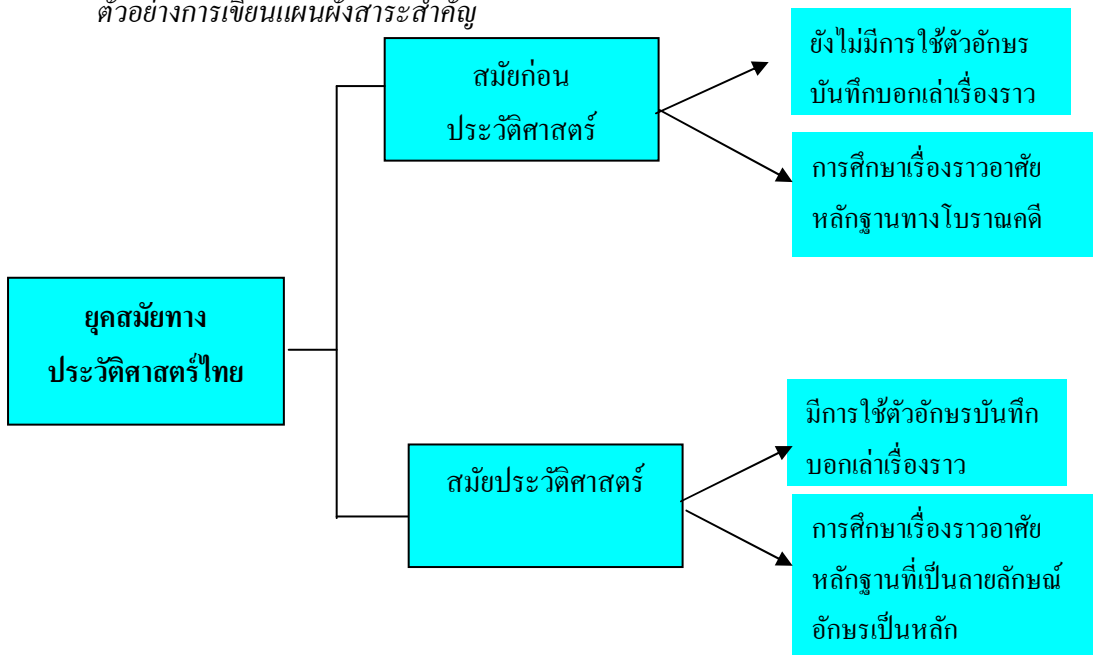 ตัวอย่างการเขียนแผนผังสาระสำคัญ
ยุคสมัยทาง
ประวัติศาสตร์ไทย
สมัยก่อน
ประวัติศาสตร์
ยังไม่มีการใช้ตัวอักษร
บันทึกบอกเล่าเรื่องราว
การศึกษาเรื่องราวอาศัย
หลักฐานทางโบราณคดี
สมัยประวัติศาสตร์
มีการใช้ตัวอักษรบันทึก
บอกเล่าเรื่องราว
การศึกษาเรื่องราวอาศัย
หลักฐานที่เป็นลายลักษณ์
อักษรเป็นหลัก